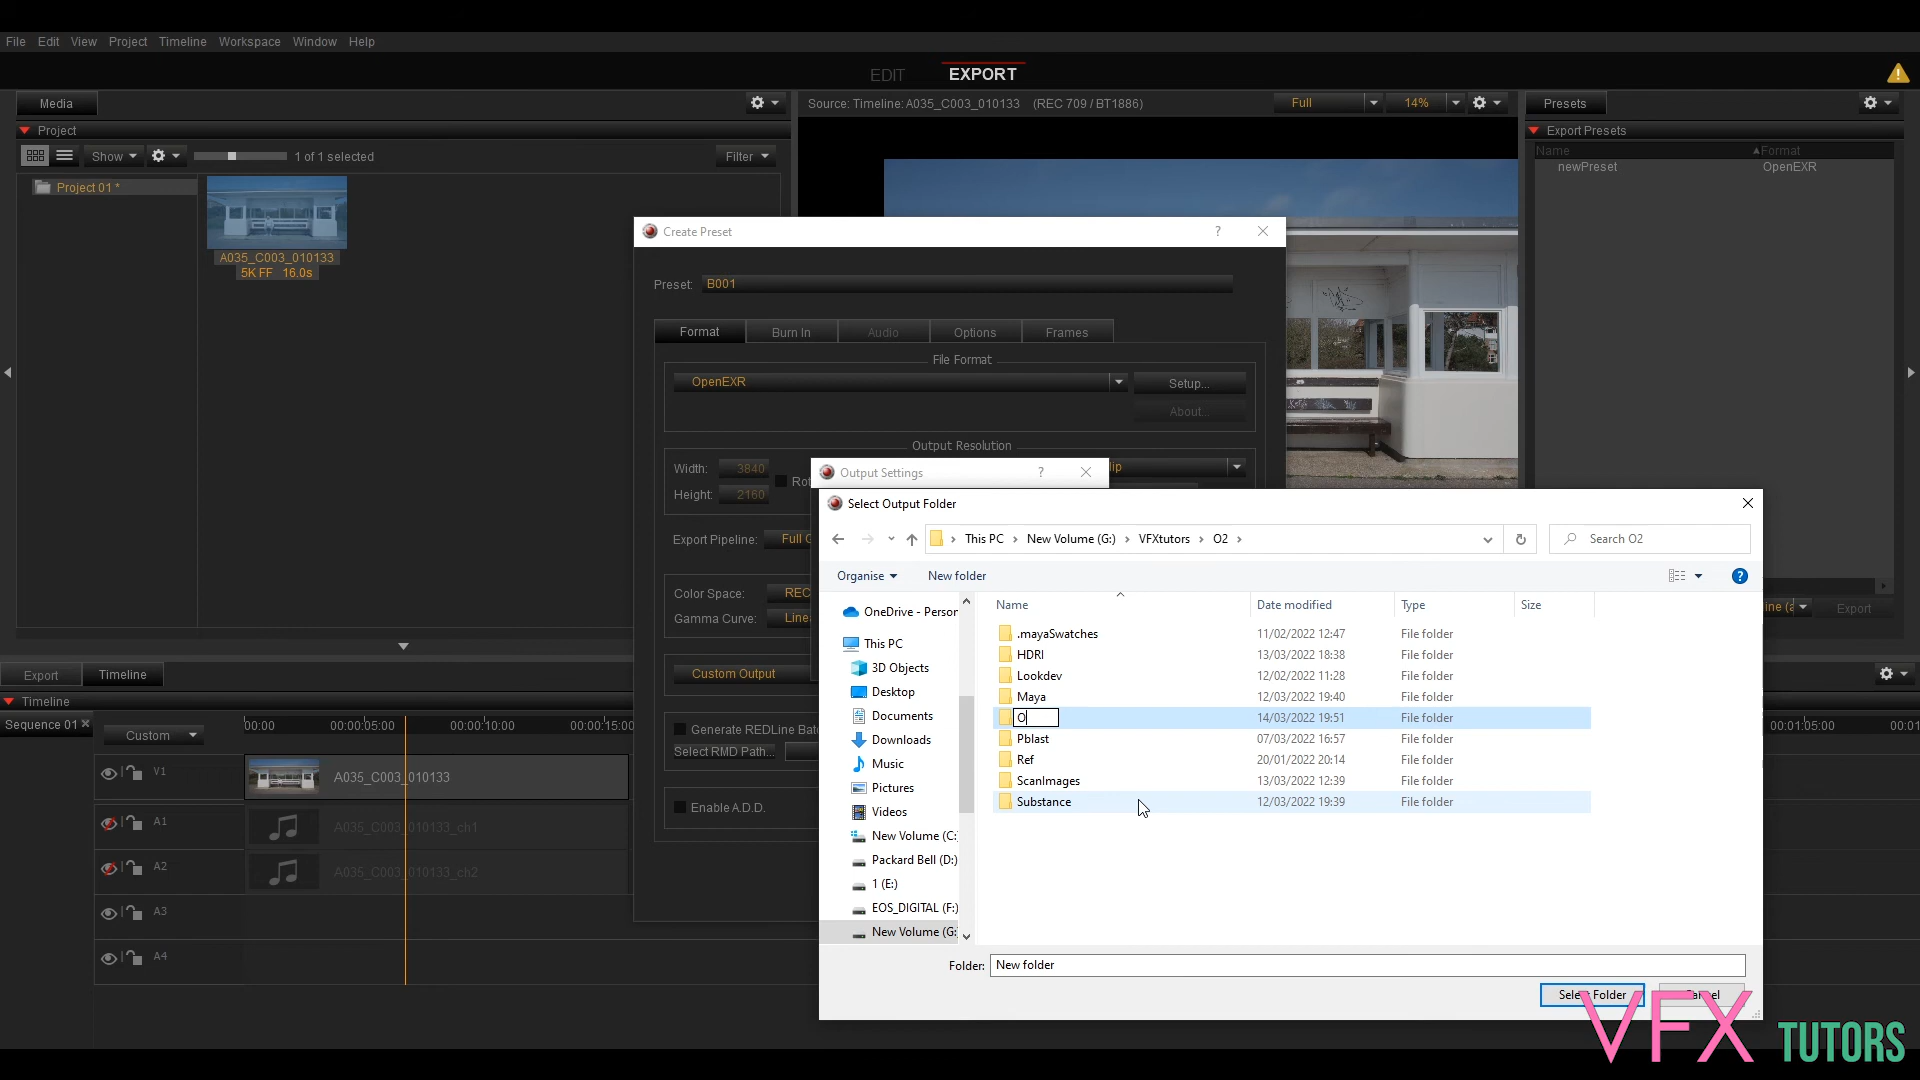 File Edit View Project Timeline Workspace Window Help
EDIT EXPORT
Media
Source: Timeline: A035_C003_010133 (REC 709 / BT1886)
Full
14%
Presets
Project
Export Presets
Show
1 of 1 selected
Filter
Name
Format
newPreset
OpenEXR
Project 01 *
A035_C003_010133
5K FF 16.0s
Create Preset
?
Preset: B001
Format
Burn In
Audio
Options
Frames
File Format
OpenEXR
Setup...
About...
Output Resolution
Width: 3840
Height: 2160
Export Pipeline:
Color Space: REC
Gamma Curve:
Custom Output
Select RMD Path...
Enable A.D.D.
Output Settings
?
Select Output Folder
This PC
New Volume (G:)
VFXtutors
O2
Search O2
Organise
New folder
Name
Date modified
Type
Size
.mayaSwatches 11/02/2022 12:47 File folder
HDRI 13/03/2022 18:38 File folder
Lookdev 12/02/2022 11:28 File folder
Maya 12/03/2022 19:40 File folder
O 14/03/2022 19:51 File folder
Pblast 07/03/2022 16:57 File folder
Ref 20/01/2022 20:14 File folder
ScanImages 13/03/2022 12:39 File folder
Substance 12/03/2022 19:39 File folder
OneDrive - Person
This PC
3D Objects
Desktop
Documents
Downloads
Music
Pictures
Videos
New Volume (C:
Packard Bell (D:)
1 (E:)
EOS_DIGITAL (F:)
New Volume (G:
Folder: New folder
Select Folder
Cancel
Export
Export
Timeline
Timeline
Sequence 01
Custom
00:00
00:00:05:00
00:00:10:00
00:00:15:00
00:01:05:00
V1
A035_C003_010133
A1
A035_C003_010133_ch1
A2
A035_C003_010133_ch2
A3
A4
VFX TUTORS